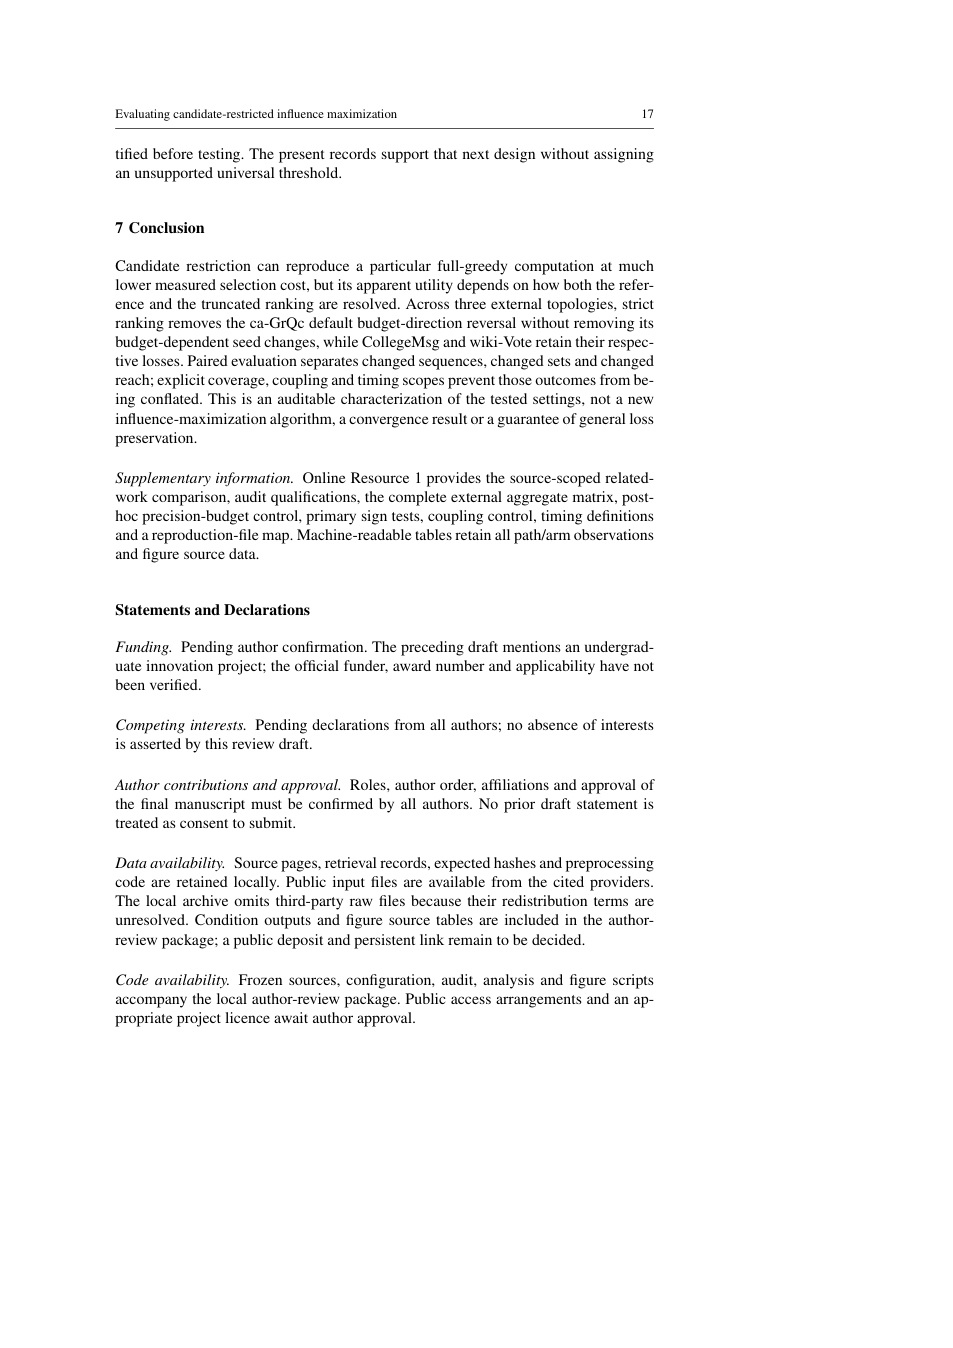 Evaluating candidate-restricted influence maximization 17
tified before testing. The present records support that next design without assigning
an unsupported universal threshold.
7 Conclusion
Candidate restriction can reproduce a particular full-greedy computation at much
lower measured selection cost, but its apparent utility depends on how both the refer-
ence and the truncated ranking are resolved. Across three external topologies, strict
ranking removes the ca-GrQc default budget-direction reversal without removing its
budget-dependent seed changes, while CollegeMsg and wiki-Vote retain their respec-
tive losses. Paired evaluation separates changed sequences, changed sets and changed
reach; explicit coverage, coupling and timing scopes prevent those outcomes from be-
ing conflated. This is an auditable characterization of the tested settings, not a new
influence-maximization algorithm, a convergence result or a guarantee of general loss
preservation.
Supplementary information. Online Resource 1 provides the source-scoped related-
work comparison, audit qualifications, the complete external aggregate matrix, post-
hoc precision-budget control, primary sign tests, coupling control, timing definitions
and a reproduction-file map. Machine-readable tables retain all path/arm observations
and figure source data.
Statements and Declarations
Funding. Pending author confirmation. The preceding draft mentions an undergrad-
uate innovation project; the official funder, award number and applicability have not
been verified.
Competing interests. Pending declarations from all authors; no absence of interests
is asserted by this review draft.
Author contributions and approval. Roles, author order, affiliations and approval of
the final manuscript must be confirmed by all authors. No prior draft statement is
treated as consent to submit.
Data availability. Source pages, retrieval records, expected hashes and preprocessing
code are retained locally. Public input files are available from the cited providers.
The local archive omits third-party raw files because their redistribution terms are
unresolved. Condition outputs and figure source tables are included in the author-
review package; a public deposit and persistent link remain to be decided.
Code availability. Frozen sources, configuration, audit, analysis and figure scripts
accompany the local author-review package. Public access arrangements and an ap-
propriate project licence await author approval.